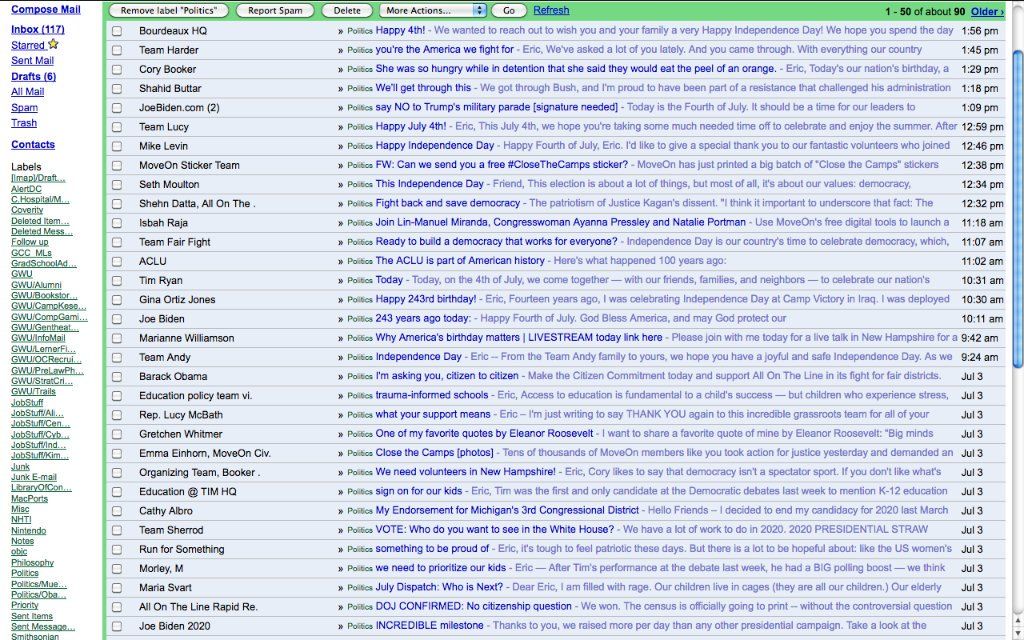 Compose Mail
Inbox (117)
Starred
Sent Mail
Drafts (6)
All Mail
Spam
Trash
Contacts
Labels
[Imap]/Draft...
AlertDC
C.Hospital/M...
Coverity
Deleted Item...
Deleted Mess...
Follow up
GCC_MLs
GradSchoolAd...
GWU
GWU/Alumni
GWU/Bookstor...
GWU/CampKese...
GWU/CompGami...
GWU/Gentheat...
GWU/InfoMail
GWU/LernerFi...
GWU/OCRecrui...
GWU/PreLawPh...
GWU/StratCri...
GWU/Trails
JobStuff
JobStuff/Ali...
JobStuff/Cen...
JobStuff/Cyb...
JobStuff/Ind...
JobStuff/Kim...
Junk
Junk E-mail
LibraryOfCon...
MacPorts
Misc
NHTI
Nintendo
Notes
obic
Philosophy
Politics
Politics/Mue...
Politics/Oba...
Priority
Sent Items
Sent Message...
Smithsonian
Remove label "Politics" Report Spam Delete More Actions... Go Refresh 1 - 50 of about 90 Older ›
Bourdeaux HQ » Politics Happy 4th! - We wanted to reach out to wish you and your family a very Happy Independence Day! We hope you spend the day 1:56 pm
Team Harder » Politics you're the America we fight for - Eric, We've asked a lot of you lately. And you came through. With everything our country 1:45 pm
Cory Booker » Politics She was so hungry while in detention that she said they would eat the peel of an orange. - Eric, Today's our nation's birthday, a 1:29 pm
Shahid Buttar » Politics We'll get through this - We got through Bush, and I'm proud to have been part of a resistance that challenged his administration 1:18 pm
JoeBiden.com (2) » Politics say NO to Trump's military parade [signature needed] - Today is the Fourth of July. It should be a time for our leaders to 1:09 pm
Team Lucy » Politics Happy July 4th! - Eric, This July 4th, we hope you're taking some much needed time off to celebrate and enjoy the summer. After 12:59 pm
Mike Levin » Politics Happy Independence Day - Happy Fourth of July, Eric. I'd like to give a special thank you to our fantastic volunteers who joined 12:46 pm
MoveOn Sticker Team » Politics FW: Can we send you a free #CloseTheCamps sticker? - MoveOn has just printed a big batch of "Close the Camps" stickers 12:38 pm
Seth Moulton » Politics This Independence Day - Friend, This election is about a lot of things, but most of all, it's about our values: democracy, 12:34 pm
Shehn Datta, All On The . » Politics Fight back and save democracy - The patriotism of Justice Kagan's dissent. "I think it important to underscore that fact: The 12:32 pm
Isbah Raja » Politics Join Lin-Manuel Miranda, Congresswoman Ayanna Pressley and Natalie Portman - Use MoveOn's free digital tools to launch a 11:18 am
Team Fair Fight » Politics Ready to build a democracy that works for everyone? - Independence Day is our country's time to celebrate democracy, which, 11:07 am
ACLU » Politics The ACLU is part of American history - Here's what happened 100 years ago: 11:02 am
Tim Ryan » Politics Today - Today, on the 4th of July, we come together — with our friends, families, and neighbors — to celebrate our nation's 10:31 am
Gina Ortiz Jones » Politics Happy 243rd birthday! - Eric, Fourteen years ago, I was celebrating Independence Day at Camp Victory in Iraq. I was deployed 10:30 am
Joe Biden » Politics 243 years ago today: - Happy Fourth of July. God Bless America, and may God protect our 10:11 am
Marianne Williamson » Politics Why America's birthday matters | LIVESTREAM today link here - Please join with me today for a live talk in New Hampshire for a 9:42 am
Team Andy » Politics Independence Day - Eric -- From the Team Andy family to yours, we hope you have a joyful and safe Independence Day. As we 9:24 am
Barack Obama » Politics I'm asking you, citizen to citizen - Make the Citizen Commitment today and support All On The Line in its fight for fair districts. Jul 3
Education policy team vi. » Politics trauma-informed schools - Eric, Access to education is fundamental to a child's success — but children who experience stress, Jul 3
Rep. Lucy McBath » Politics what your support means - Eric – I'm just writing to say THANK YOU again to this incredible grassroots team for all of your Jul 3
Gretchen Whitmer » Politics One of my favorite quotes by Eleanor Roosevelt - I want to share a favorite quote of mine by Eleanor Roosevelt: "Big minds Jul 3
Emma Einhorn, MoveOn Civ. » Politics Close the Camps [photos] - Tens of thousands of MoveOn members like you took action for justice yesterday and demanded an Jul 3
Organizing Team, Booker . » Politics We need volunteers in New Hampshire! - Eric, Cory likes to say that democracy isn't a spectator sport. If you don't like what's Jul 3
Education @ TIM HQ » Politics sign on for our kids - Eric, Tim was the first and only candidate at the Democratic debates last week to mention K-12 education Jul 3
Cathy Albro » Politics My Endorsement for Michigan's 3rd Congressional District - Hello Friends – I decided to end my candidacy for 2020 last March Jul 3
Team Sherrod » Politics VOTE: Who do you want to see in the White House? - We have a lot of work to do in 2020. 2020 PRESIDENTIAL STRAW Jul 3
Run for Something » Politics something to be proud of - Eric, it's tough to feel patriotic these days. But there is a lot to be hopeful about: like the US women's Jul 3
Morley, M » Politics we need to prioritize our kids - Eric — After Tim's performance at the debate last week, he had a BIG polling boost — we think Jul 3
Maria Svart » Politics July Dispatch: Who is Next? - Dear Eric, I am filled with rage. Our children live in cages (they are all our children). Our elderly Jul 3
All On The Line Rapid Re. » Politics DOJ CONFIRMED: No citizenship question - We won. The census is officially going to print -- without the controversial question Jul 3
Joe Biden 2020 » Politics INCREDIBLE milestone - Thanks to you, we raised more per day than any other presidential campaign. Take a look at the Jul 3